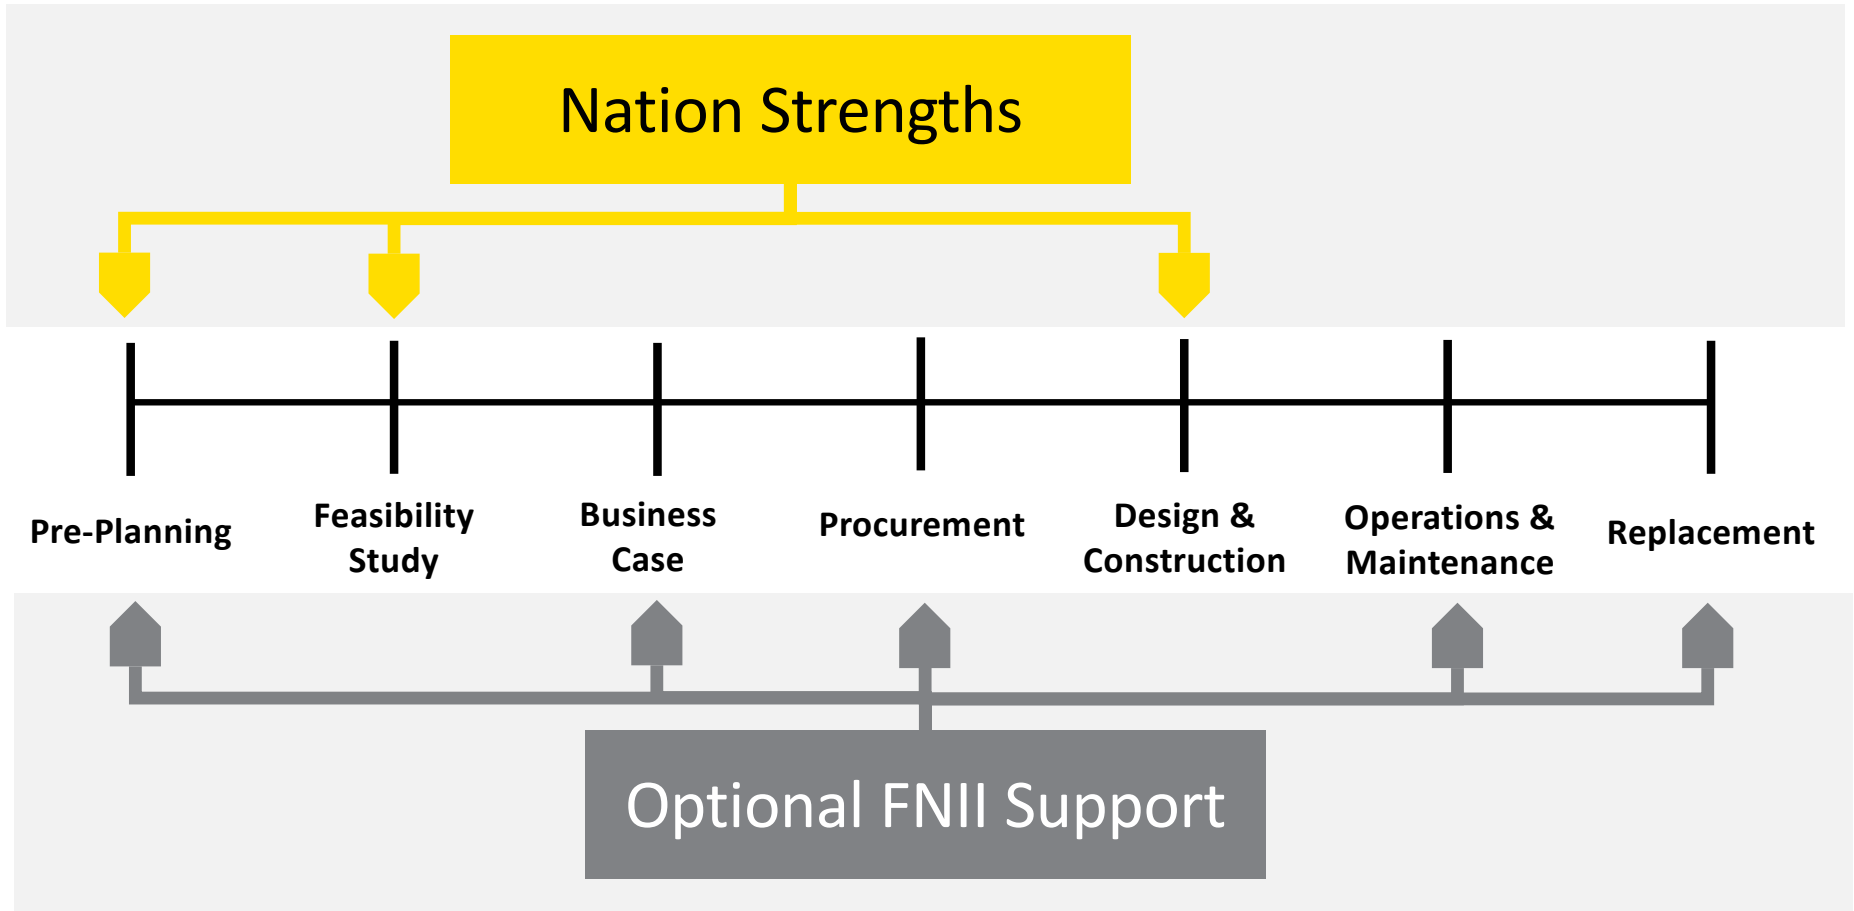 Nation Strengths
Pre-Planning
Feasibility
Study
Business
Case
Procurement
Design &
Construction
Operations &
Maintenance
Replacement
Optional FNII Support